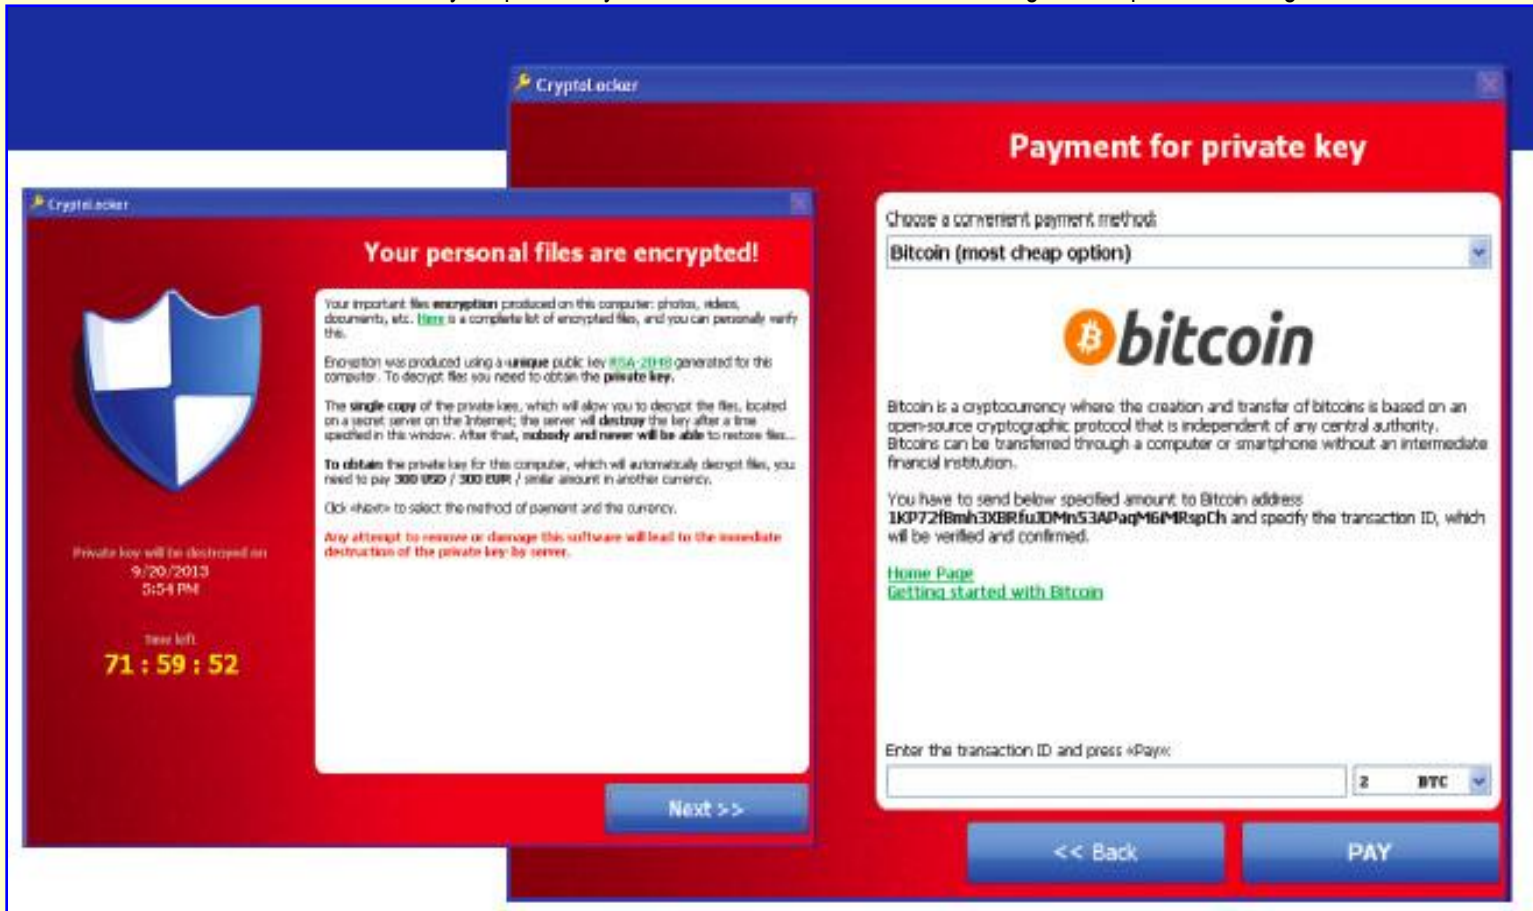 CryptoLocker
Your personal files are encrypted!
Your important files encryption produced on this computer: photos, videos,
documents, etc. Here is a complete list of encrypted files, and you can personally verify
this.
Encryption was produced using a unique public key RSA-2048 generated for this
computer. To decrypt files you need to obtain the private key.
The single copy of the private key, which will allow you to decrypt the files, located
on a secret server on the Internet; the server will destroy the key after a time
specified in this window. After that, nobody and never will be able to restore files...
To obtain the private key for this computer, which will automatically decrypt files, you
need to pay 300 USD / 300 EUR / similar amount in another currency.
Click «Next» to select the method of payment and the currency.
Any attempt to remove or damage this software will lead to the immediate
destruction of the private key by server.
Private key will be destroyed on
9/20/2013
5:54 PM
Time left
71 : 59 : 52
Next >>
CryptoLocker
Payment for private key
Choose a convenient payment method:
Bitcoin (most cheap option)
bitcoin
Bitcoin is a cryptocurrency where the creation and transfer of bitcoins is based on an
open-source cryptographic protocol that is independent of any central authority.
Bitcoins can be transferred through a computer or smartphone without an intermediate
financial institution.
You have to send below specified amount to Bitcoin address
and specify the transaction ID, which
will be verified and confirmed.
Home Page
Getting started with Bitcoin
Enter the transaction ID and press «Pay»:
2 BTC
<< Back
PAY